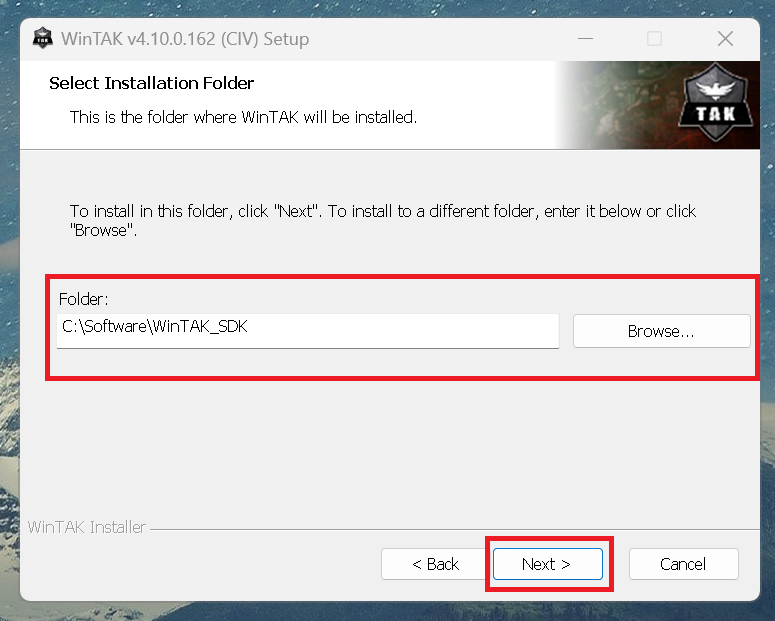 WinTAK v4.10.0.162 (CIV) Setup
Select Installation Folder
This is the folder where WinTAK will be installed.
TAK
To install in this folder, click "Next". To install to a different folder, enter it below or click
"Browse".
Folder:
C:\Software\WinTAK_SDK
Browse...
WinTAK Installer
< Back
Next >
Cancel